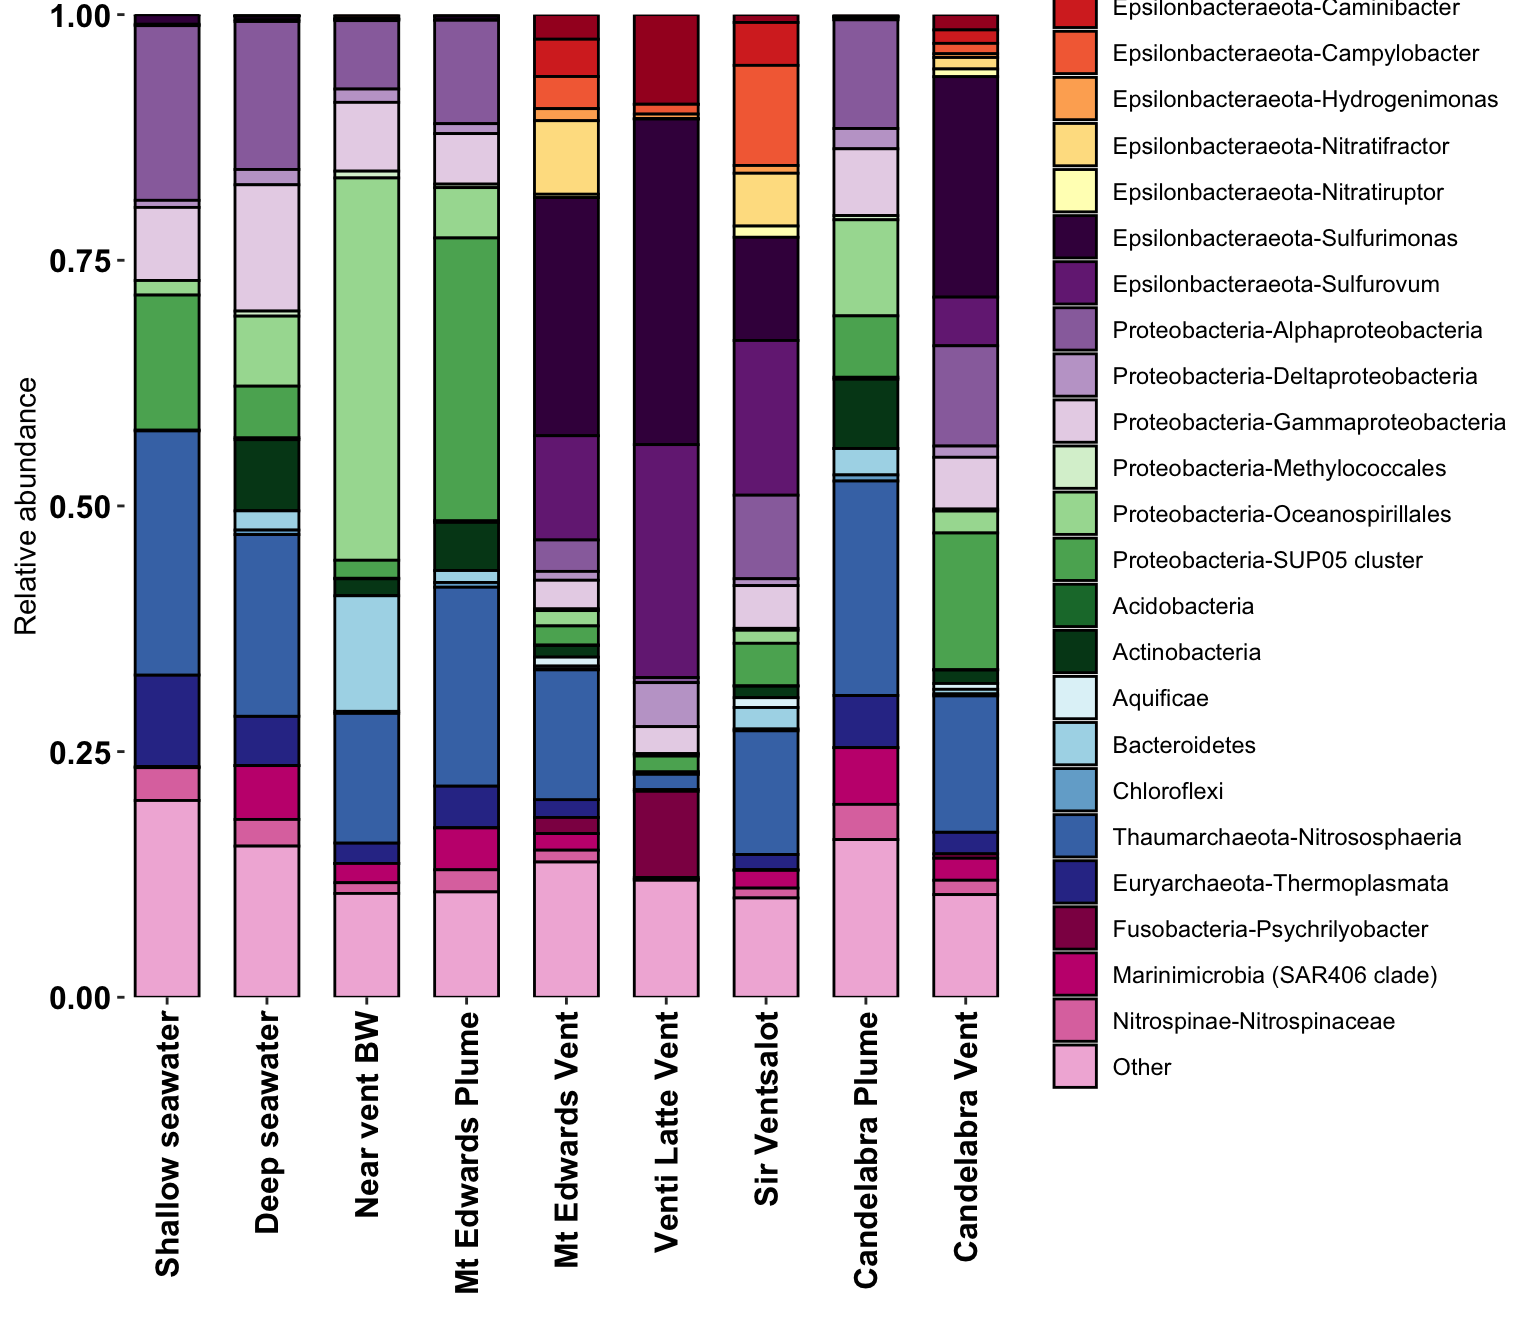 1.00
0.75
0.50
0.25
0.00
Relative abundance
Shallow seawater
Deep seawater
Near vent BW
Mt Edwards Plume
Mt Edwards Vent
Venti Latte Vent
Sir Ventsalot
Candelabra Plume
Candelabra Vent
Epsilonbacteraeota-Caminibacter
Epsilonbacteraeota-Campylobacter
Epsilonbacteraeota-Hydrogenimonas
Epsilonbacteraeota-Nitratifractor
Epsilonbacteraeota-Nitratiruptor
Epsilonbacteraeota-Sulfurimonas
Epsilonbacteraeota-Sulfurovum
Proteobacteria-Alphaproteobacteria
Proteobacteria-Deltaproteobacteria
Proteobacteria-Gammaproteobacteria
Proteobacteria-Methylococcales
Proteobacteria-Oceanospirillales
Proteobacteria-SUP05 cluster
Acidobacteria
Actinobacteria
Aquificae
Bacteroidetes
Chloroflexi
Thaumarchaeota-Nitrososphaeria
Euryarchaeota-Thermoplasmata
Fusobacteria-Psychrilyobacter
Marinimicrobia (SAR406 clade)
Nitrospinae-Nitrospinaceae
Other